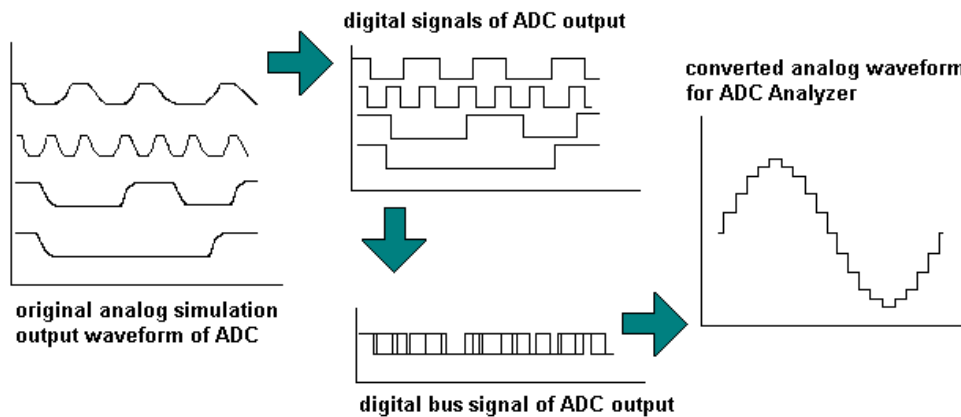 digital signals of ADC output
converted analog waveform
for ADC Analyzer
original analog simulation
output waveform of ADC
digital bus signal of ADC output